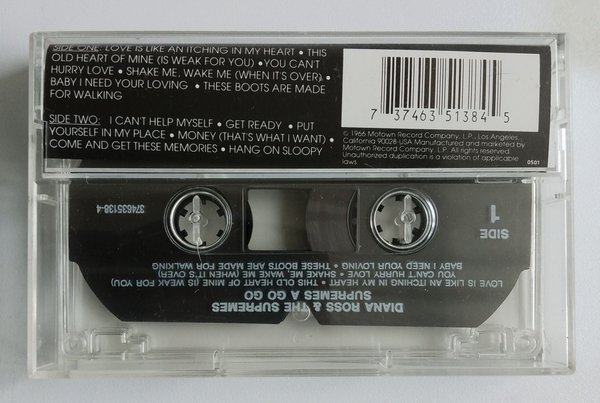 SIDE ONE: LOVE IS LIKE AN ITCHING IN MY HEART • THIS
OLD HEART OF MINE (IS WEAK FOR YOU) • YOU CAN'T
HURRY LOVE • SHAKE ME, WAKE ME (WHEN IT'S OVER) •
BABY I NEED YOUR LOVING • THESE BOOTS ARE MADE
FOR WALKING
SIDE TWO: I CAN'T HELP MYSELF • GET READY • PUT
YOURSELF IN MY PLACE • MONEY (THAT'S WHAT I WANT) •
COME AND GET THESE MEMORIES • HANG ON SLOOPY
7 37463 51384 5
© 1966 Motown Record Company, L.P., Los Angeles,
California 90028-USA Manufactured and marketed by
Motown Record Company, L.P. All rights reserved.
Unauthorized duplication is a violation of applicable
laws. 0501
DIANA ROSS & THE SUPREMES
SUPREMES A GO GO
LOVE IS LIKE AN ITCHING IN MY HEART • THIS OLD HEART OF MINE (IS WEAK FOR YOU)
YOU CAN'T HURRY LOVE • SHAKE ME, WAKE ME (WHEN IT'S OVER)
BABY I NEED YOUR LOVING • THESE BOOTS ARE MADE FOR WALKING
SIDE
1
374635138-4